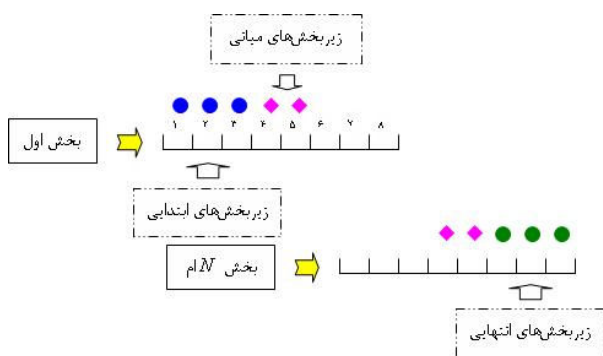 زیربخش‌های میانی
۱ ۲ ۳ ۴ ۵ ۶ ۷ ۸
بخش اول
زیربخش‌های ابتدایی
بخش N ام
زیربخش‌های انتهایی